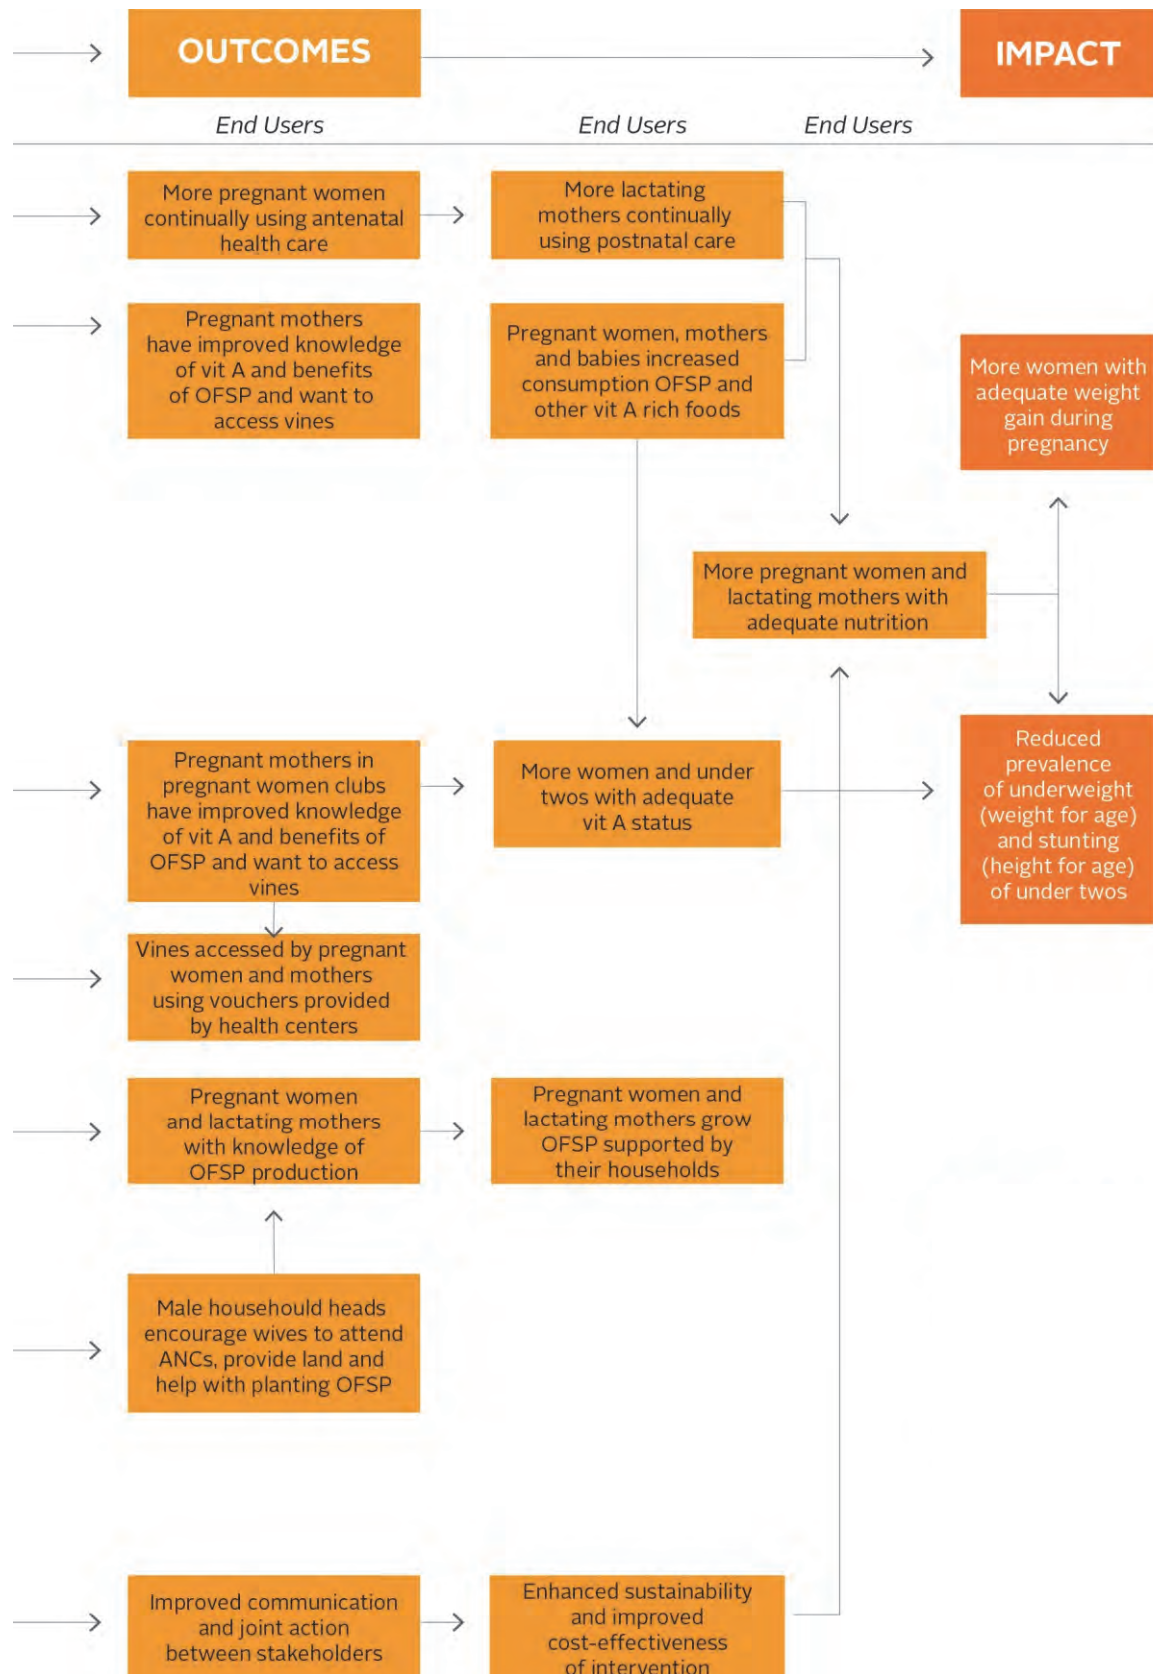 OUTCOMES
IMPACT
End Users
End Users
End Users
More pregnant women
continually using antenatal
health care
More lactating
mothers continually
using postnatal care
Pregnant mothers
have improved knowledge
of vit A and benefits
of OFSP and want to
access vines
Pregnant women, mothers
and babies increased
consumption OFSP and
other vit A rich foods
More women with
adequate weight
gain during
pregnancy
More pregnant women and
lactating mothers with
adequate nutrition
Pregnant mothers in
pregnant women clubs
have improved knowledge
of vit A and benefits of
OFSP and want to access
vines
More women and under
twos with adequate
vit A status
Reduced
prevalence
of underweight
(weight for age)
and stunting
(height for age)
of under twos
Vines accessed by pregnant
women and mothers
using vouchers provided
by health centers
Pregnant women
and lactating mothers
with knowledge of
OFSP production
Pregnant women and
lactating mothers grow
OFSP supported by
their households
Male househould heads
encourage wives to attend
ANCs, provide land and
help with planting OFSP
Improved communication
and joint action
between stakeholders
Enhanced sustainability
and improved
cost-effectiveness
of intervention